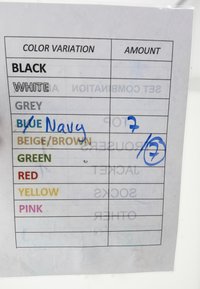 COLOR VARIATION AMOUNT
BLACK
WHITE
GREY
BLUE / Navy 7
BEIGE/BROWN /7
GREEN
RED
YELLOW
PINK